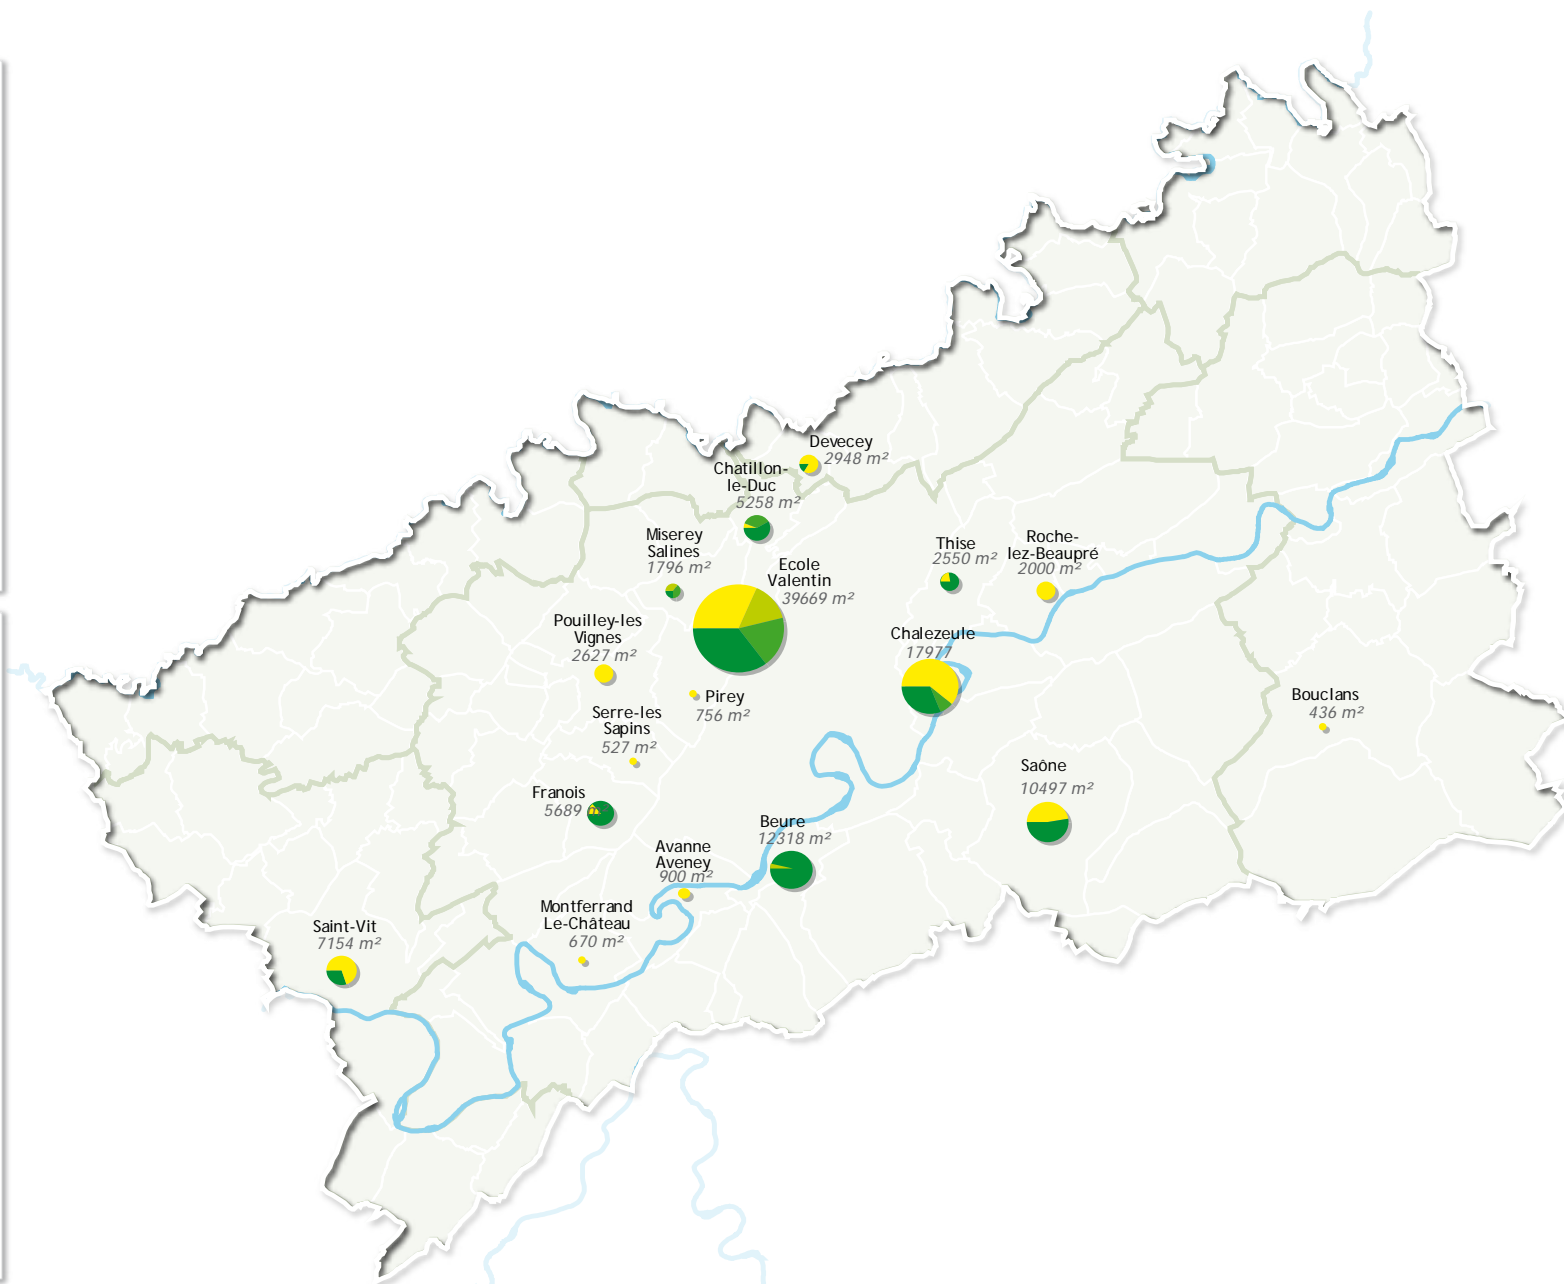 Devecey
2948 m²
Chatillon-
le-Duc
5258 m²
Miserey
Salines
1796 m²
Ecole
Valentin
39669 m²
Thise
2550 m²
Roche-
lez-Beaupré
2000 m²
Pouilley-les
Vignes
2627 m²
Chalezeule
17977
Pirey
756 m²
Bouclans
436 m²
Serre-les
Sapins
527 m²
Saône
10497 m²
Franois
5689 m²
Beure
12318 m²
Avanne
Aveney
900 m²
Montferrand
Le-Château
670 m²
Saint-Vit
7154 m²